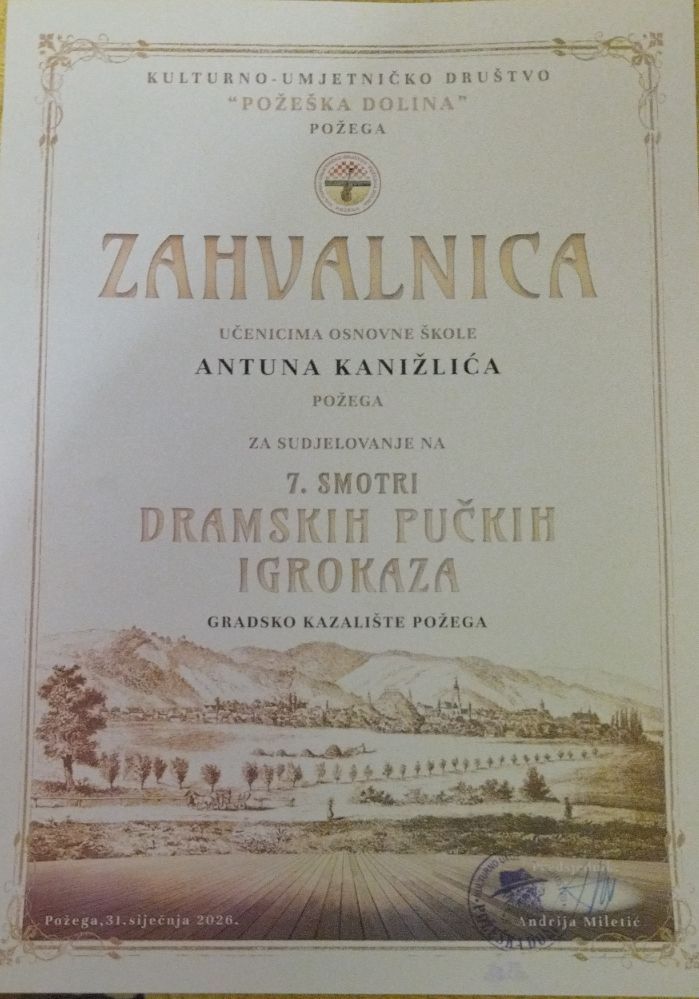 KULTURNO-UMJETNIČKO DRUŠTVO
“POŽEŠKA DOLINA”
POŽEGA
ZAHVALNICA
UČENICIMA OSNOVNE ŠKOLE
ANTUNA KANIŽLIĆA
POŽEGA
ZA SUDJELOVANJE NA
7. SMOTRI
DRAMSKIH PUČKIH
IGROKAZA
GRADSKO KAZALIŠTE POŽEGA
Predsjednik
Požega,31.siječnja 2026.
Andrija Miletić